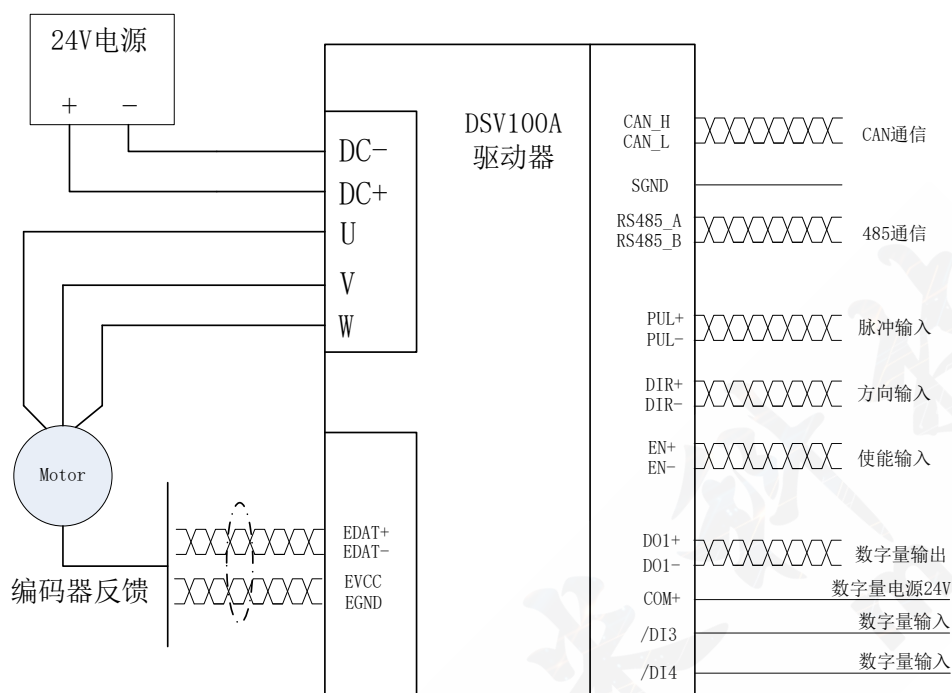 24V电源
+ −
DC-
DC+
U
V
W
Motor
编码器反馈
EDAT+
EDAT-
EVCC
EGND
DSV100A
驱动器
CAN_H
CAN_L
CAN通信
SGND
RS485_A
RS485_B
485通信
PUL+
PUL-
脉冲输入
DIR+
DIR-
方向输入
EN+
EN-
使能输入
DO1+
DO1-
数字量输出
COM+
数字量电源24V
/DI3
数字量输入
/DI4
数字量输入